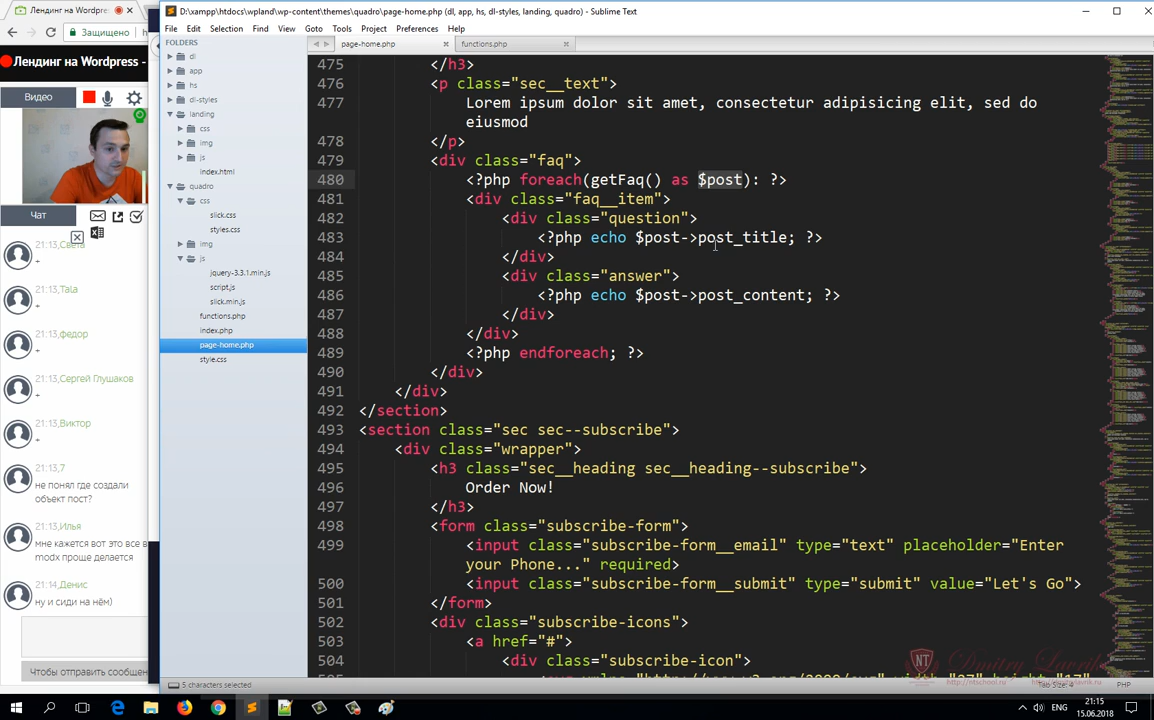 Лендинг на Wordpress
Защищено
Лендинг на Wordpress -
Видео
Чат
21:13,Света
+
21:13,Tala
+
21:13,федор
+
21:13,Сергей Глушаков
+
21:13,Виктор
+
21:13,7
не понял где создали
объект пост?
21:13,Илья
мне кажется вот это все в
modx проще делается
21:14,Денис
ну и сиди на нём)
Чтобы отправить сообщен
D:\xampp\htdocs\wpland\wp-content\themes\quadro\page-home.php (dl, app, hs, dl-styles, landing, quadro) - Sublime Text
File Edit Selection Find View Goto Tools Project Preferences Help
FOLDERS
dl
app
hs
dl-styles
landing
css
img
js
index.html
quadro
css
slick.css
styles.css
img
js
jquery-3.3.1.min.js
script.js
slick.min.js
functions.php
index.php
page-home.php
style.css
page-home.php functions.php
475 </h3>
476 <p class="sec__text">
477 Lorem ipsum dolor sit amet, consectetur adipisicing elit, sed do
eiusmod
478 </p>
479 <div class="faq">
480 <?php foreach(getFaq() as $post): ?>
481 <div class="faq__item">
482 <div class="question">
483 <?php echo $post->post_title; ?>
484 </div>
485 <div class="answer">
486 <?php echo $post->post_content; ?>
487 </div>
488 </div>
489 <?php endforeach; ?>
490 </div>
491 </div>
492 </section>
493 <section class="sec sec--subscribe">
494 <div class="wrapper">
495 <h3 class="sec__heading sec__heading--subscribe">
496 Order Now!
497 </h3>
498 <form class="subscribe-form">
499 <input class="subscribe-form__email" type="text" placeholder="Enter
your Phone..." required>
500 <input class="subscribe-form__submit" type="submit" value="Let's Go">
501 </form>
502 <div class="subscribe-icons">
503 <a href="#">
504 <div class="subscribe-icon">
NT
Dmitry Lavrik
5 characters selected
Tab Size: 4 PHP
ENG
21:15
15.06.2018